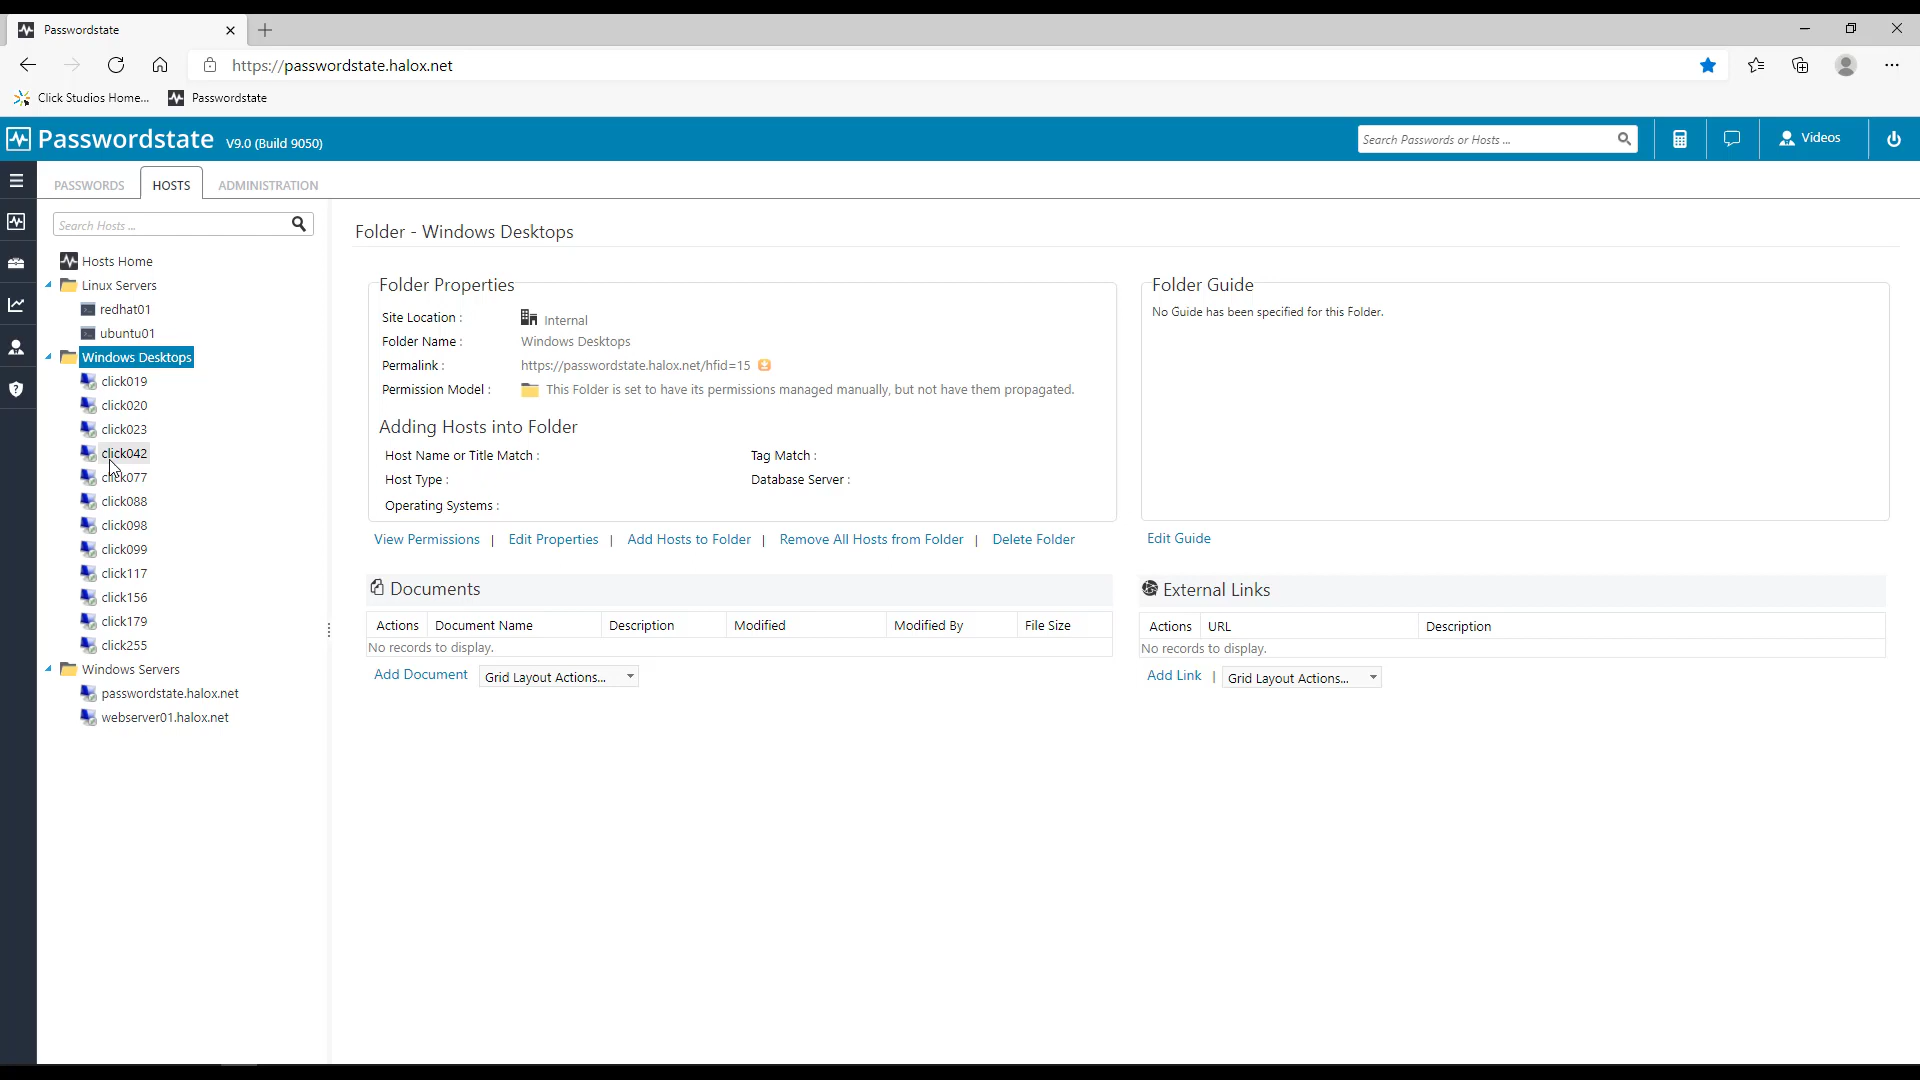 Passwordstate
https://passwordstate.halox.net
Click Studios Home... Passwordstate
Passwordstate V9.0 (Build 9050)
Search Passwords or Hosts ...
Videos
PASSWORDS HOSTS ADMINISTRATION
Search Hosts ...
Hosts Home
Linux Servers
redhat01
ubuntu01
Windows Desktops
click019
click020
click023
click042
click077
click088
click098
click099
click117
click156
click179
click255
Windows Servers
passwordstate.halox.net
webserver01.halox.net
Folder - Windows Desktops
Folder Properties
Site Location : Internal
Folder Name : Windows Desktops
Permalink : https://passwordstate.halox.net/hfid=15
Permission Model : This Folder is set to have its permissions managed manually, but not have them propagated.
Adding Hosts into Folder
Host Name or Title Match : Tag Match :
Host Type : Database Server :
Operating Systems :
View Permissions | Edit Properties | Add Hosts to Folder | Remove All Hosts from Folder | Delete Folder
Folder Guide
No Guide has been specified for this Folder.
Edit Guide
Documents
Actions Document Name Description Modified Modified By File Size
No records to display.
Add Document Grid Layout Actions...
External Links
Actions URL Description
No records to display.
Add Link | Grid Layout Actions...